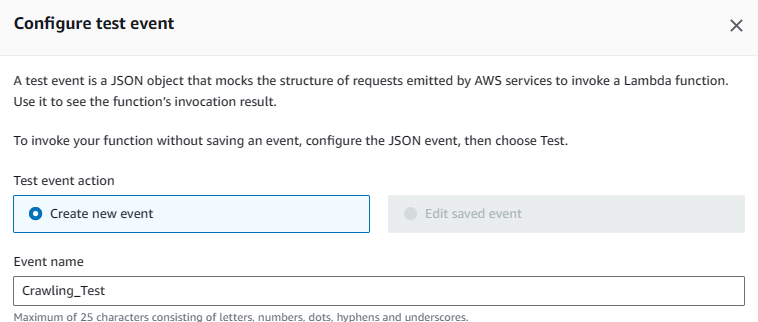 Configure test event
A test event is a JSON object that mocks the structure of requests emitted by AWS services to invoke a Lambda function.
Use it to see the function's invocation result.
To invoke your function without saving an event, configure the JSON event, then choose Test.
Test event action
Create new event
Edit saved event
Event name
Crawling_Test
Maximum of 25 characters consisting of letters, numbers, dots, hyphens and underscores.